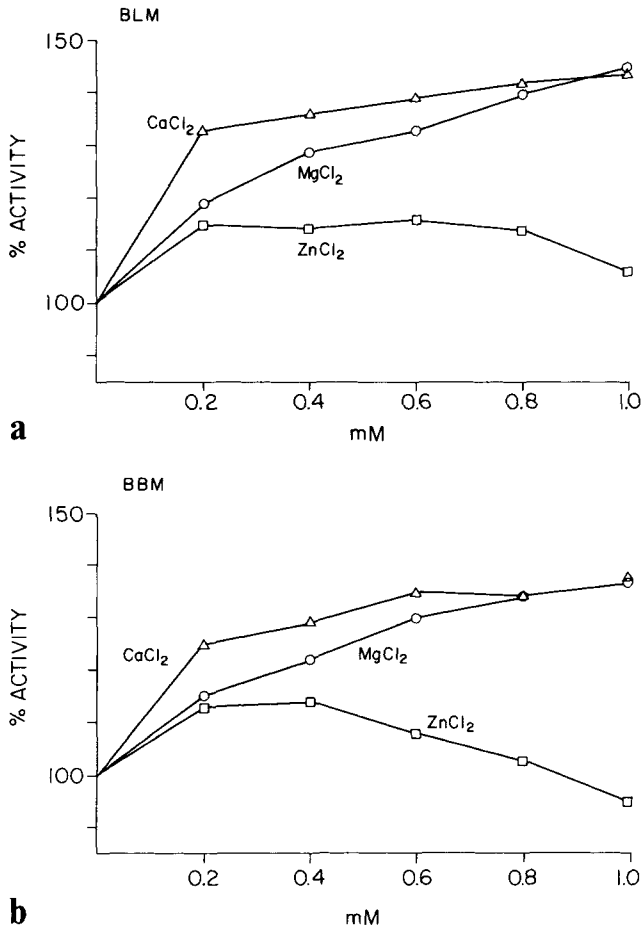 BLM
150
CaCl2
MgCl2
% ACTIVITY
ZnCl2
100
0.2 0.4 0.6 0.8 1.0
a
mM
BBM
150
CaCl2
MgCl2
% ACTIVITY
ZnCl2
100
0.2 0.4 0.6 0.8 1.0
b
mM